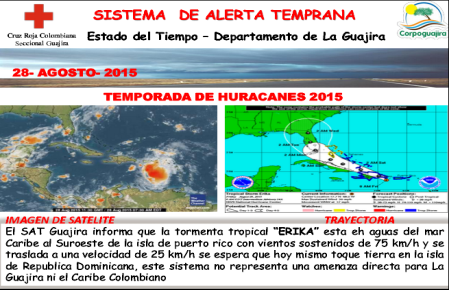 SISTEMA DE ALERTA TEMPRANA
Cruz Roja Colombiana
Seccional Guajira
Estado del Tiempo – Departamento de La Guajira
Corpoguajira
28- AGOSTO- 2015
TEMPORADA DE HURACANES 2015
IMAGEN DE SATELITE
TRAYECTORIA
El SAT Guajira informa que la tormenta tropical "ERIKA" esta eh aguas del mar
Caribe al Suroeste de la isla de puerto rico con vientos sostenidos de 75 km/h y se
traslada a una velocidad de 25 km/h se espera que hoy mismo toque tierra en la isla
de Republica Dominicana, este sistema no representa una amenaza directa para La
Guajira ni el Caribe Colombiano